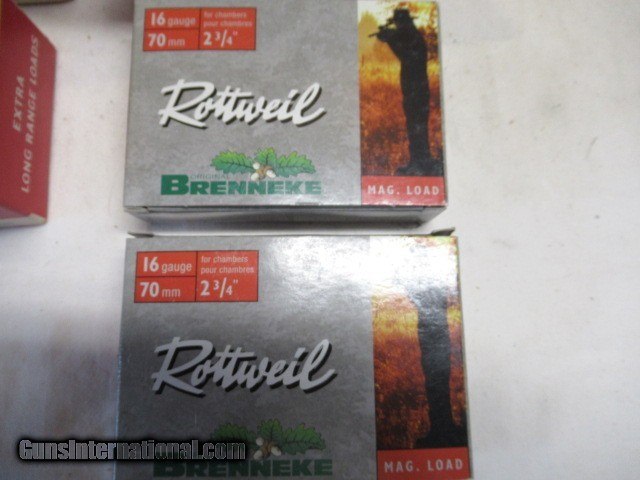 EXTRA
LONG RANGE LOADS
16 gauge
70 mm
for chambers
pour chambres
2 3/4"
Rottweil
ORIGINAL
BRENNEKE
MAG. LOAD
16 gauge
70 mm
for chambers
pour chambres
2 3/4"
Rottweil
BRENNEKE
MAG. LOAD
GunsInternational.com